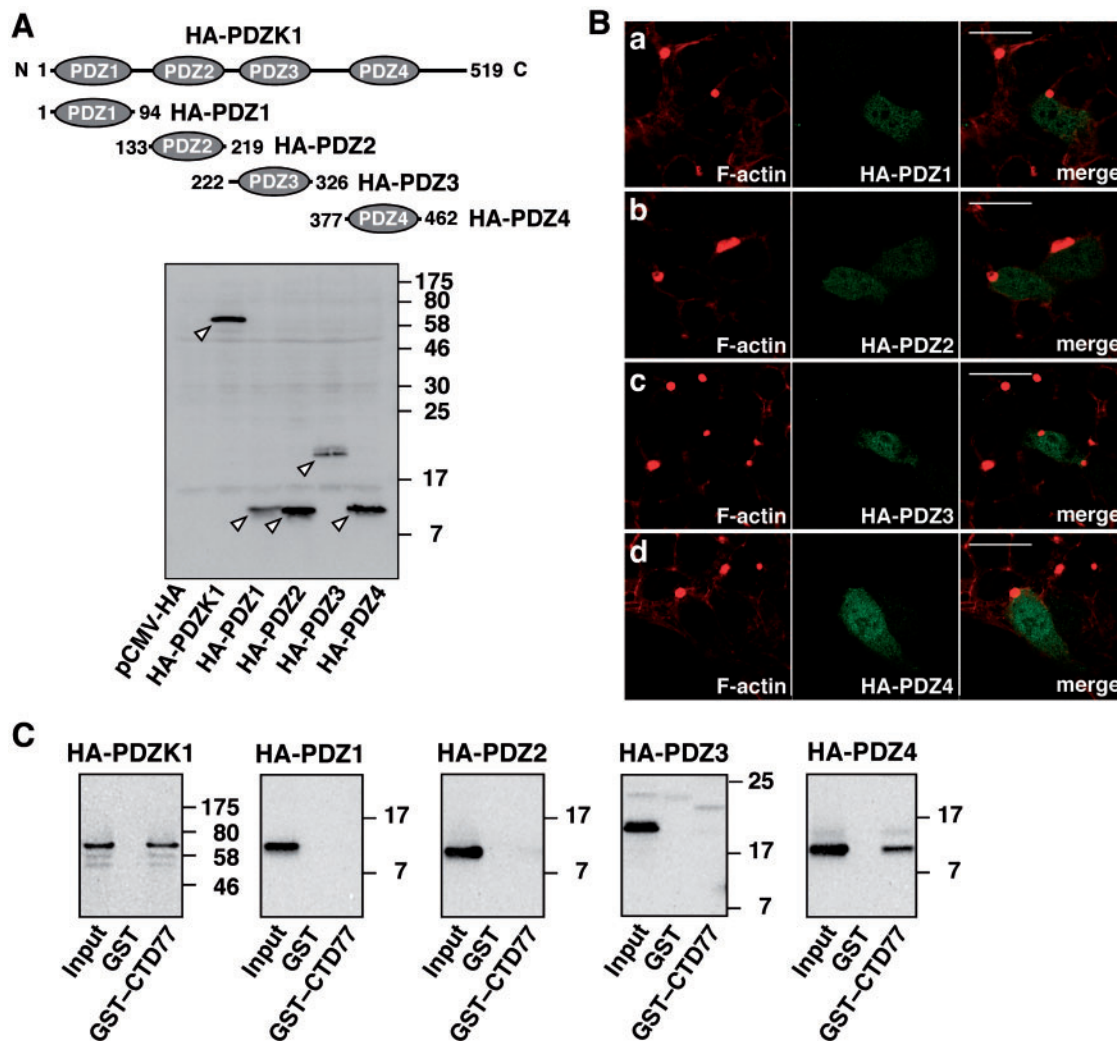 A
HA-PDZK1
N 1 PDZ1 PDZ2 PDZ3 PDZ4 519 C
1 PDZ1 94 HA-PDZ1
133 PDZ2 219 HA-PDZ2
222 PDZ3 326 HA-PDZ3
377 PDZ4 462 HA-PDZ4
175
80
58
46
30
25
17
7
pCMV-HA
HA-PDZK1
HA-PDZ1
HA-PDZ2
HA-PDZ3
HA-PDZ4
B
a
F-actin HA-PDZ1 merge
b
F-actin HA-PDZ2 merge
c
F-actin HA-PDZ3 merge
d
F-actin HA-PDZ4 merge
C
HA-PDZK1
175
80
58
46
Input
GST
GST–CTD77
HA-PDZ1
17
7
Input
GST
GST–CTD77
HA-PDZ2
17
7
Input
GST
GST–CTD77
HA-PDZ3
25
17
7
Input
GST
GST–CTD77
HA-PDZ4
17
7
Input
GST
GST–CTD77